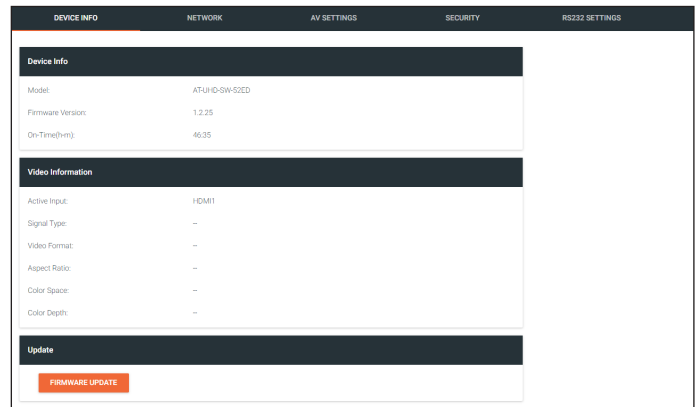 DEVICE INFO NETWORK AV SETTINGS SECURITY RS232 SETTINGS
Device Info
Model: AT-UHD-SW-52ED
Firmware Version: 1.2.25
On-Time(h-m): 46:35
Video Information
Active Input: HDMI1
Signal Type: --
Video Format: --
Aspect Ratio: --
Color Space: --
Color Depth: --
Update
FIRMWARE UPDATE